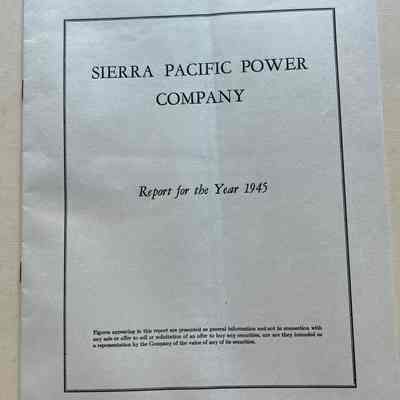 SIERRA PACIFIC POWER
COMPANY
Report for the Year 1945
Figures appearing in this report are presented as general information and not in connection with
any sale or offer to sell or solicitation of an offer to buy any securities, nor are they intended as
a representation by the Company of the value of any of its securities.